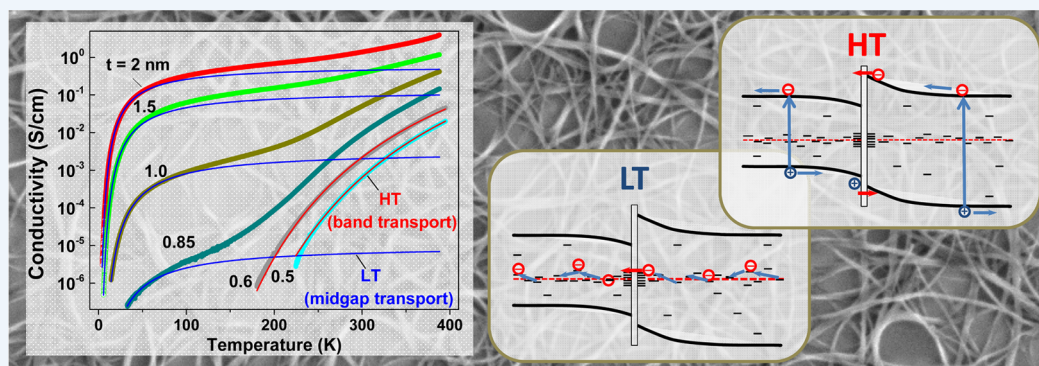 Conductivity (S/cm)
10⁰
10⁻¹
10⁻²
10⁻³
10⁻⁴
10⁻⁵
10⁻⁶
t = 2 nm
1.5
1.0
0.85
0.6
0.5
HT
(band transport)
LT
(midgap transport)
0 100 200 300 400
Temperature (K)
HT
LT